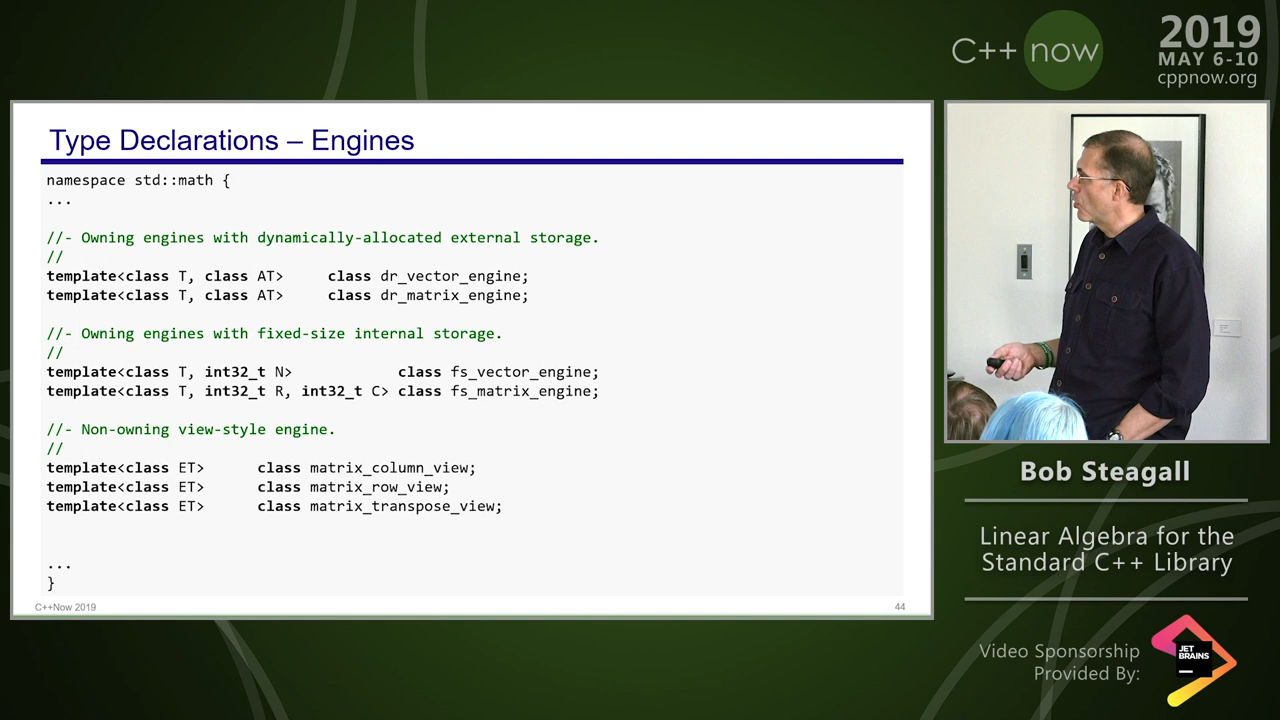 C++ now
2019
MAY 6-10
cppnow.org
Type Declarations – Engines
namespace std::math {
...
//- Owning engines with dynamically-allocated external storage.
//
template<class T, class AT>     class dr_vector_engine;
template<class T, class AT>     class dr_matrix_engine;
//- Owning engines with fixed-size internal storage.
//
template<class T, int32_t N>            class fs_vector_engine;
template<class T, int32_t R, int32_t C> class fs_matrix_engine;
//- Non-owning view-style engine.
//
template<class ET>      class matrix_column_view;
template<class ET>      class matrix_row_view;
template<class ET>      class matrix_transpose_view;
...
}
C++Now 2019
44
Bob Steagall
Linear Algebra for the
Standard C++ Library
Video Sponsorship
Provided By:
JET
BRAINS